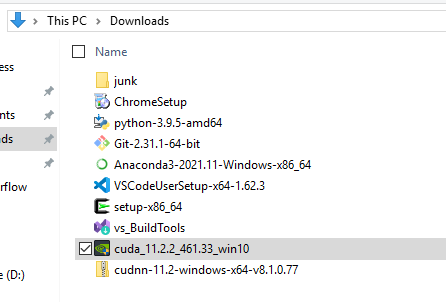 This PC > Downloads
Name
ess
junk
ChromeSetup
nts
python-3.9.5-amd64
ads
Git-2.31.1-64-bit
Anaconda3-2021.11-Windows-x86_64
rflow
VSCodeUserSetup-x64-1.62.3
setup-x86_64
vs_BuildTools
cuda_11.2.2_461.33_win10
e (D:)
cudnn-11.2-windows-x64-v8.1.0.77